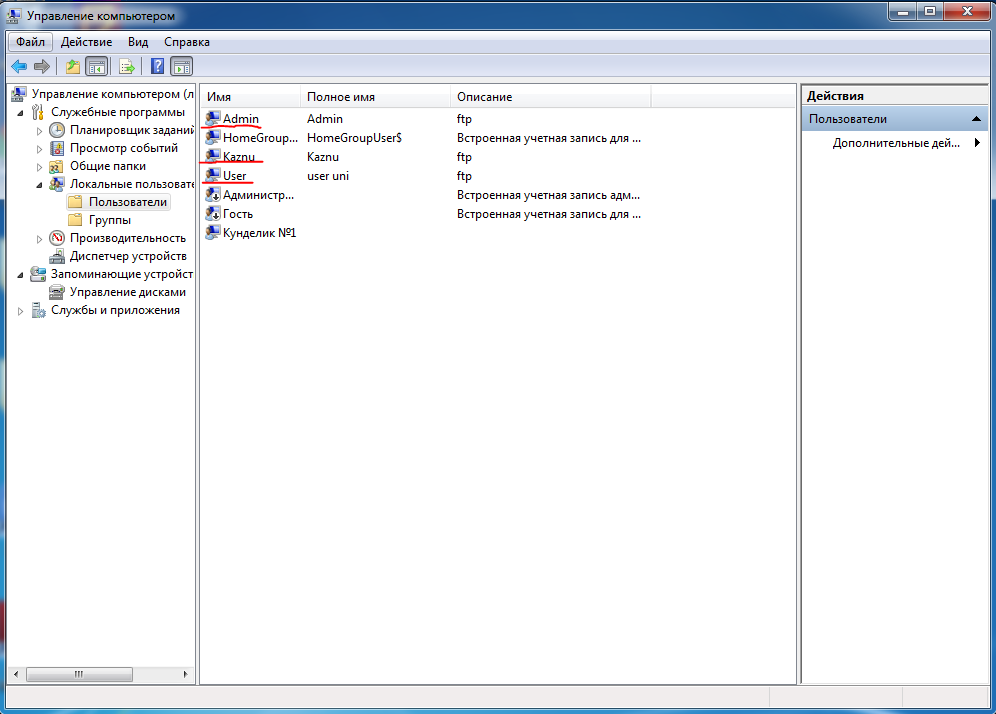 Управление компьютером
Файл Действие Вид Справка
Управление компьютером (л
Служебные программы
Планировщик заданий
Просмотр событий
Общие папки
Локальные пользовате
Пользователи
Группы
Производительность
Диспетчер устройств
Запоминающие устройст
Управление дисками
Службы и приложения
Имя Полное имя Описание
Admin Admin ftp
HomeGroup... HomeGroupUser$ Встроенная учетная запись для ...
Kaznu Kaznu ftp
User user uni ftp
Администр... Встроенная учетная запись адм...
Гость Встроенная учетная запись для ...
Кунделик №1
Действия
Пользователи
Дополнительные дей...